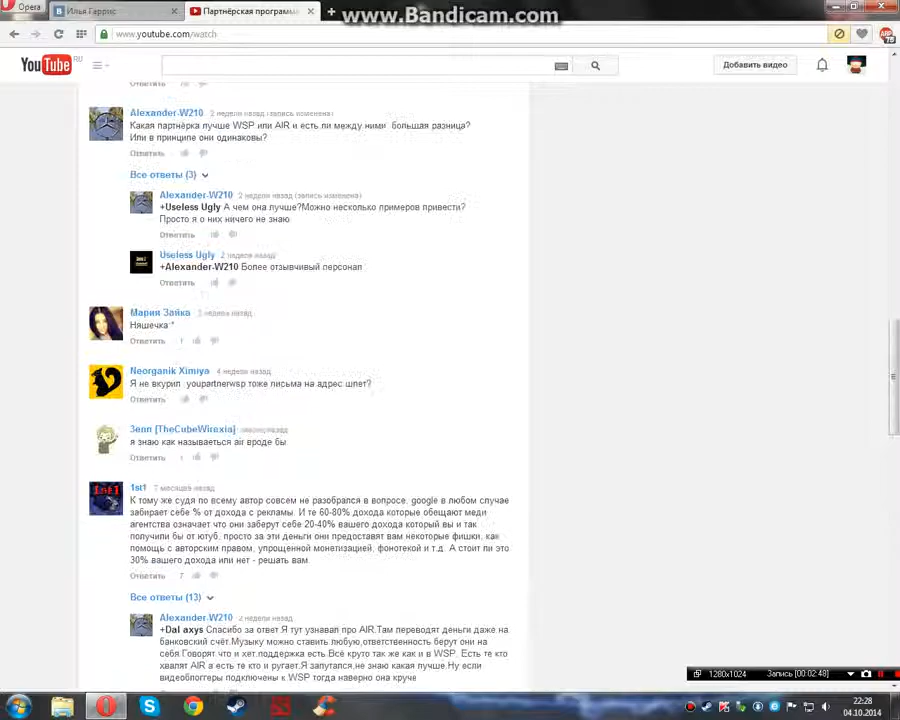 Opera
Илья Гаррис
Партнёрская программ
www.Bandicam.com
www.youtube.com/watch
YouTube RU
Добавить видео
Ответить
Alexander-W210 2 недели назад (запись изменена)
Какая партнёрка лучше WSP или AIR и есть ли между ними большая разница?
Или в принципе они одинаковы?
Ответить
Все ответы (3)
Alexander-W210 2 недели назад (запись изменена)
+Useless Ugly А чем она лучше?Можно несколько примеров привести?
Просто я о них ничего не знаю
Ответить
Useless Ugly 2 недели назад
+Alexander-W210 Более отзывчивый персонал
Ответить
Мария Зайка недели назад
Няшечка *
Ответить 1
Neorganik Ximiya 4 недели назад
Я не вкурил youpartnerwsp тоже письма на адрес шлет?
Ответить
Зепп [TheCubeWirexia] назад
я знаю как называеться air вроде бы
Ответить 1
1st1 7 месяцев назад
К тому же судя по всему автор совсем не разобрался в вопросе. google в любом случае
забирает себе % от дохода с рекламы. И те 60-80% дохода которые обещают меди
агентства означает что они заберут себе 20-40% вашего дохода который вы и так
получили бы от ютуб, просто за эти деньги они предоставят вам некоторые фишки, как
помощь с авторским правом, упрощенной монетизацией, фонотекой и т.д. А стоит ли это
30% вашего дохода или нет - решать вам.
Ответить 7
Все ответы (13)
Alexander-W210 2 недели назад
+Dal axys Спасибо за ответ.Я тут узнавал про AIR.Там переводят деньги даже на
банковский счёт.Музыку можно ставить любую,ответственность берут они на
себя.Говорят что и хет.поддержка есть.Всё круто так же как и в WSP. Есть те кто
хвалят AIR а есть те кто и ругает.Я запутался,не знаю какая лучше.Ну если
видеоблоггеры подключены к WSP тогда наверно она круче
1280x1024 Запись [00:02:48]
22:28
04.10.2014